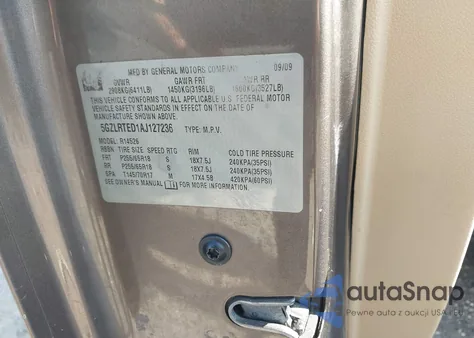 MFD BY GENERAL MOTORS COMPANY 09/09
GVWR GAWR FRT GAWR RR
2908KG(6411LB) 1450KG(3196LB) 1600KG(3527LB)
THIS VEHICLE CONFORMS TO ALL APPLICABLE U.S. FEDERAL MOTOR
VEHICLE SAFETY STANDARDS IN EFFECT ON THE DATE OF
MANUFACTURE SHOWN ABOVE.
5GZLRTED1AJ127236 TYPE: M.P.V.
MODEL: R14526
TIRE SIZE SPEED RTG RIM COLD TIRE PRESSURE
FRT P255/65R18 S 18X7.5J 240KPA(35PSI)
RR P255/65R18 S 18X7.5J 240KPA(35PSI)
SPA T145/70R17 M 17X4.5B 420KPA(60PSI)
SEE OWNER'S MANUAL FOR MORE INFORMATION.
autoSnap
Pewne auta z aukcji USA i